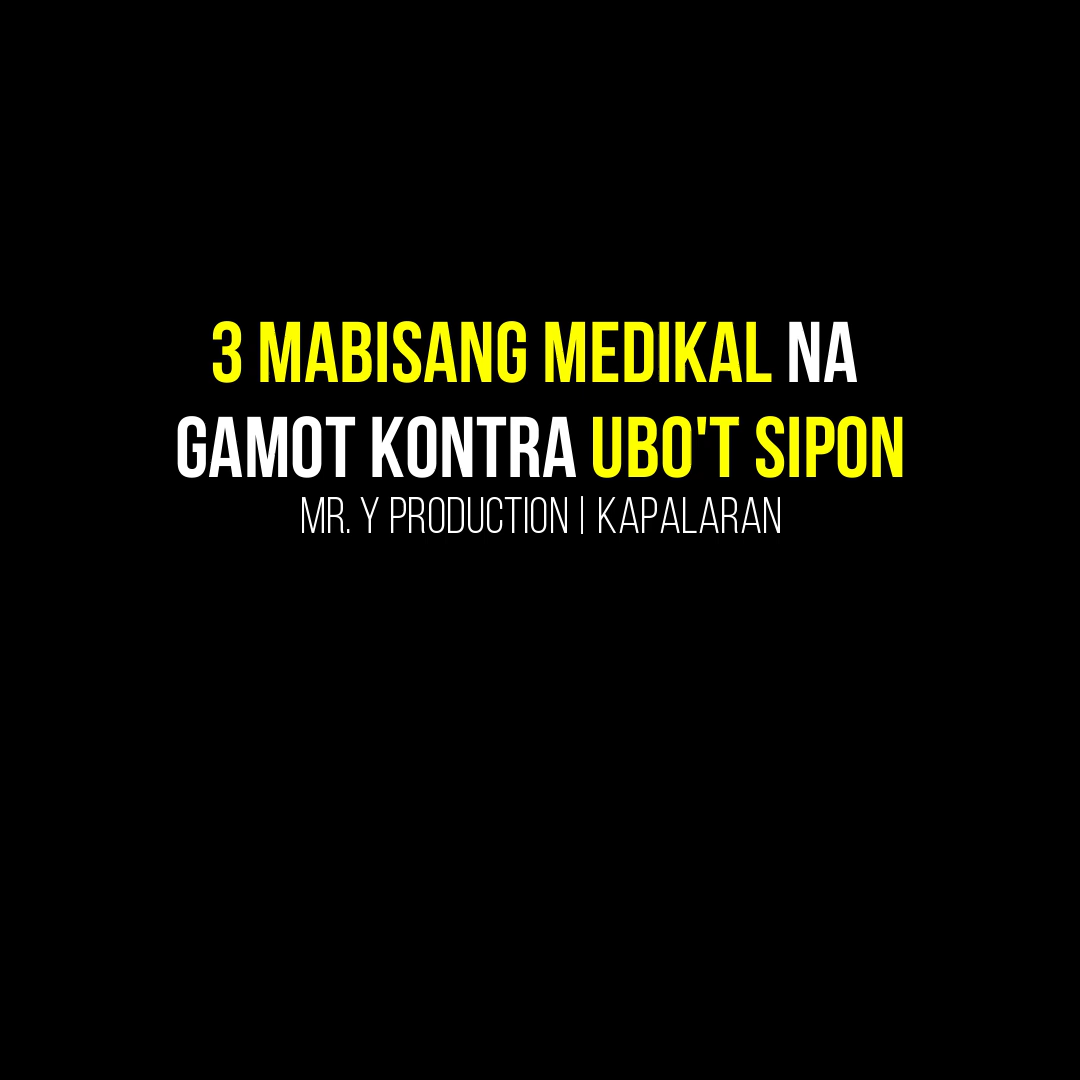 3 MABISANG MEDIKAL NA
GAMOT KONTRA UBO'T SIPON
MR. Y PRODUCTION | KAPALARAN